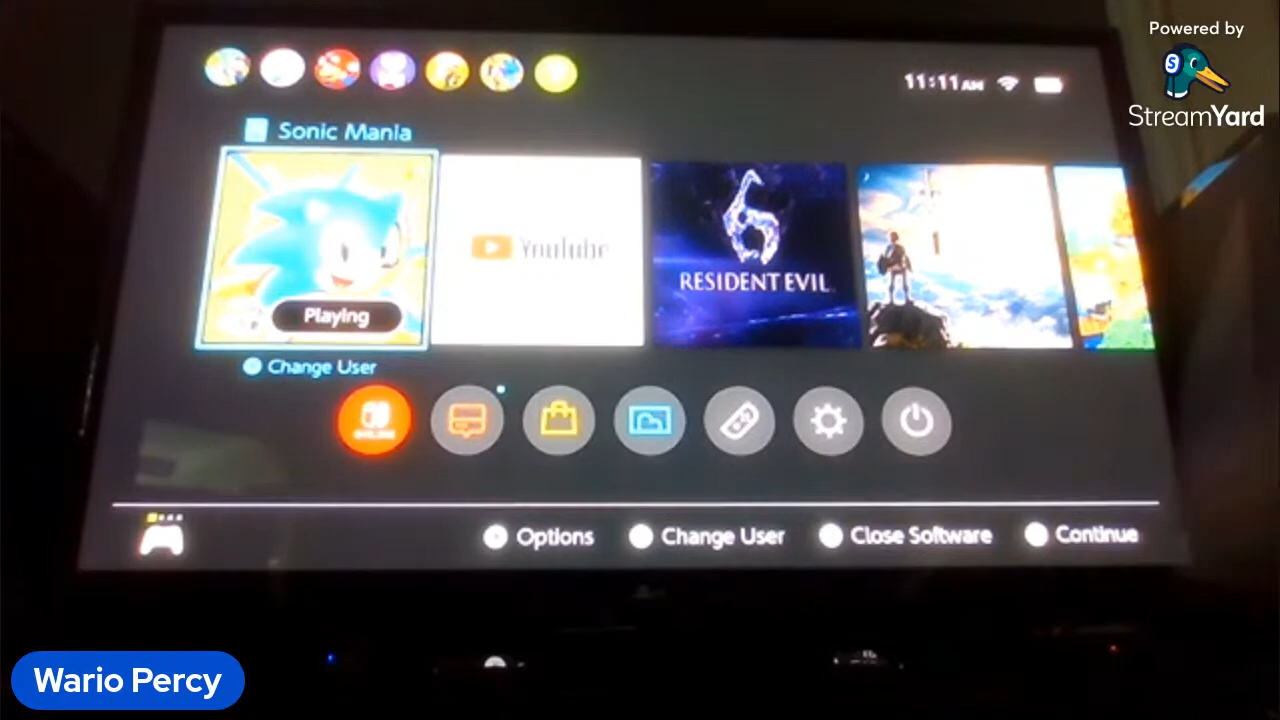 Powered by
StreamYard
11:11 AM
Sonic Mania
YouTube
RESIDENT EVIL
Playing
Change User
Options
Change User
Close Software
Continue
Wario Percy